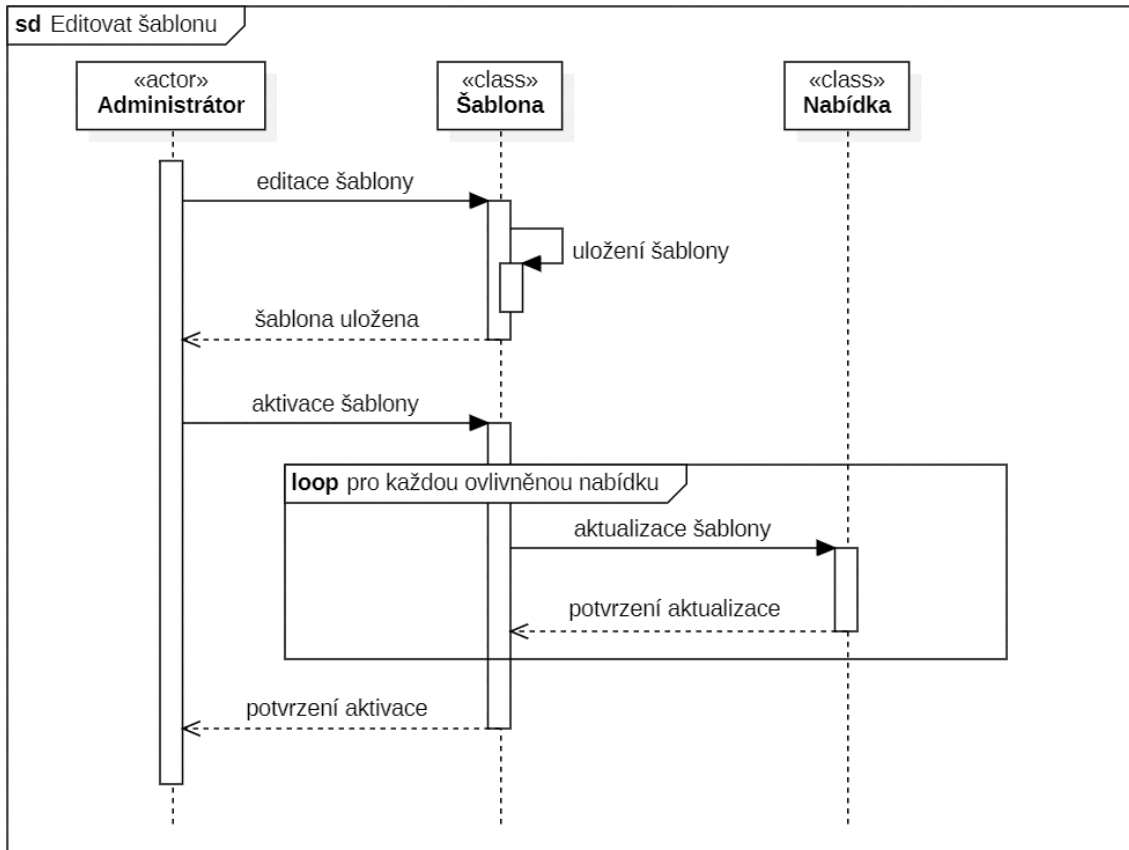 sd Editovat šablonu
«actor»
Administrátor
«class»
Šablona
«class»
Nabídka
editace šablony
uložení šablony
šablona uložena
aktivace šablony
loop pro každou ovlivněnou nabídku
aktualizace šablony
potvrzení aktualizace
potvrzení aktivace